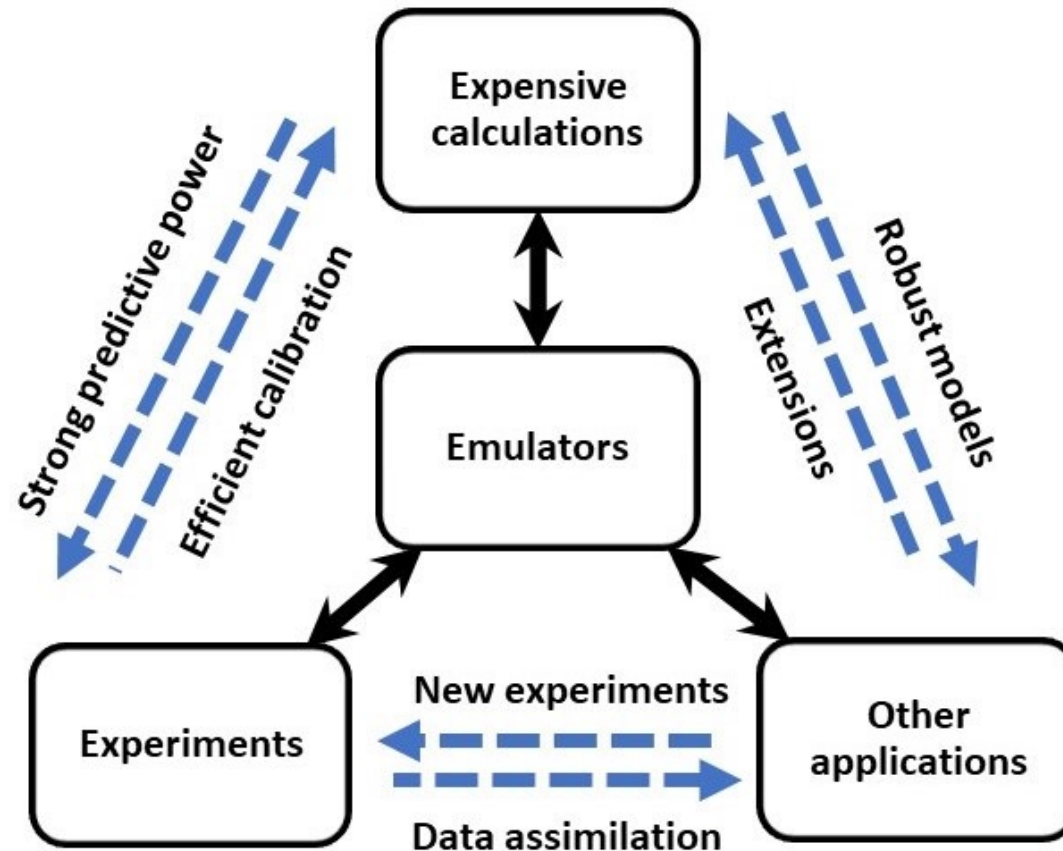 Expensive
calculations
Strong predictive power
Efficient calibration
Robust models
Extensions
Emulators
Experiments
New experiments
Data assimilation
Other
applications